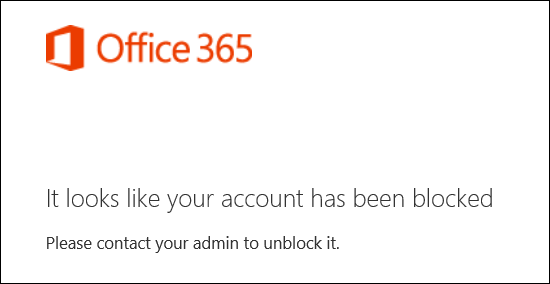 Office 365
It looks like your account has been blocked
Please contact your admin to unblock it.